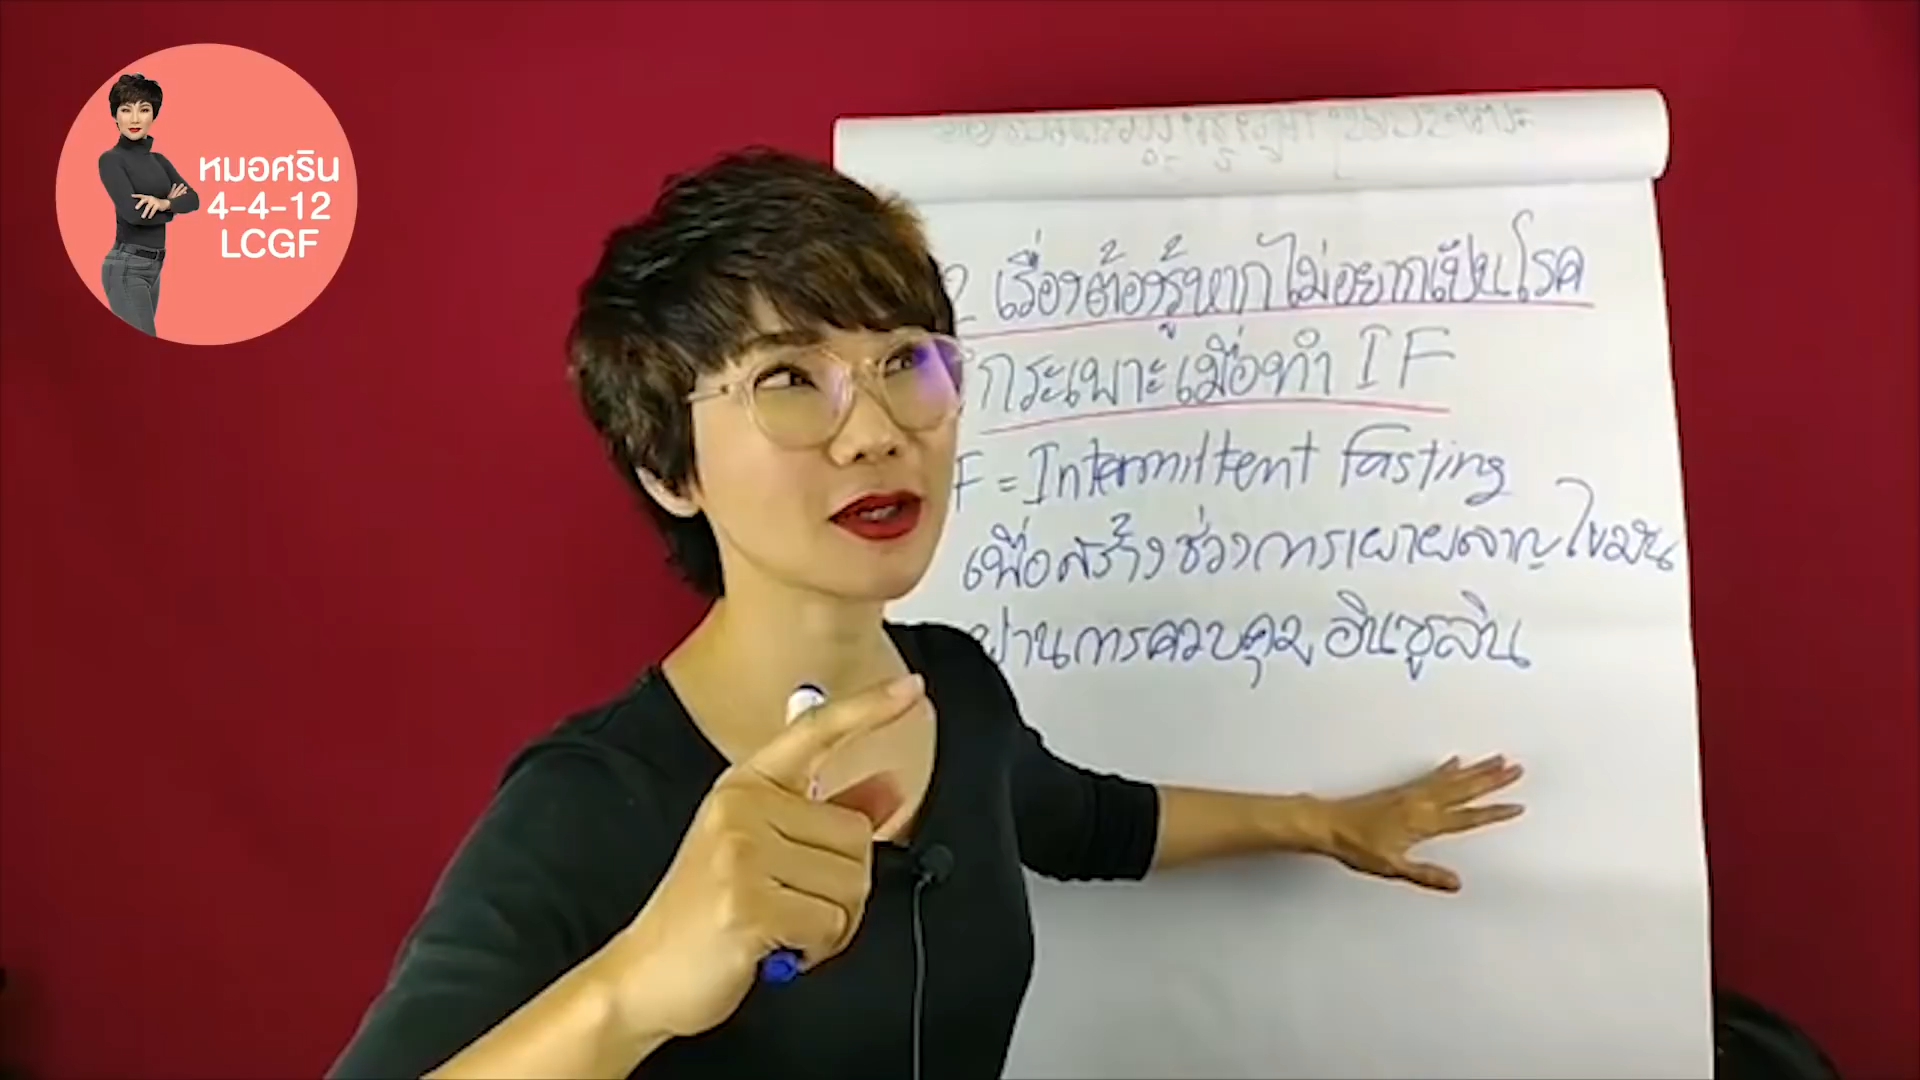 หมอศริน
4-4-12
LCGF
2 เรื่องต้องรู้หากไม่อยากเป็นโรค
กระเพาะเมื่อทำ IF
F = Intermittent fasting
เพื่อสร้างช่วงการเผาผลาญไขมัน
ผ่านการควบคุมอินซูลิน